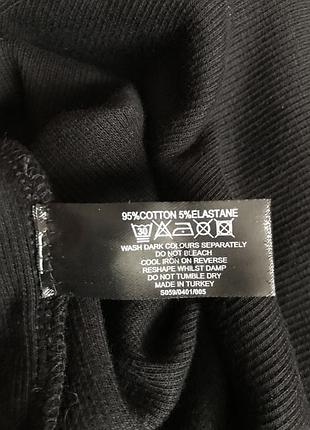 95%COTTON 5%ELASTANE
30
WASH DARK COLOURS SEPARATELY
DO NOT BLEACH
COOL IRON ON REVERSE
RESHAPE WHILST DAMP
DO NOT TUMBLE DRY
MADE IN TURKEY
S059/0401/005